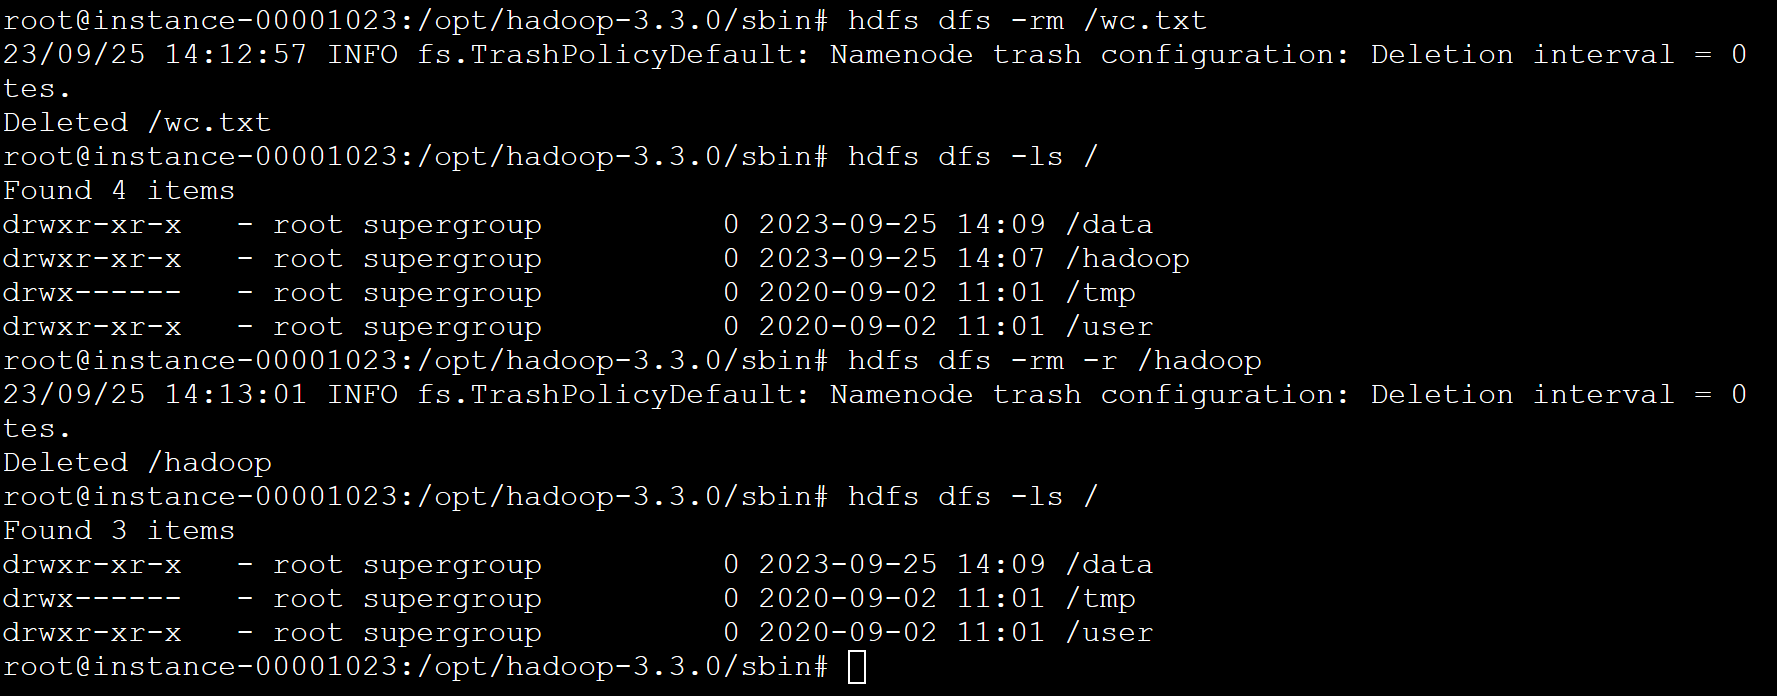 root@instance-00001023:/opt/hadoop-3.3.0/sbin# hdfs dfs -rm /wc.txt
23/09/25 14:12:57 INFO fs.TrashPolicyDefault: Namenode trash configuration: Deletion interval = 0
tes.
Deleted /wc.txt
root@instance-00001023:/opt/hadoop-3.3.0/sbin# hdfs dfs -ls /
Found 4 items
drwxr-xr-x   - root supergroup          0 2023-09-25 14:09 /data
drwxr-xr-x   - root supergroup          0 2023-09-25 14:07 /hadoop
drwx------   - root supergroup          0 2020-09-02 11:01 /tmp
drwxr-xr-x   - root supergroup          0 2020-09-02 11:01 /user
root@instance-00001023:/opt/hadoop-3.3.0/sbin# hdfs dfs -rm -r /hadoop
23/09/25 14:13:01 INFO fs.TrashPolicyDefault: Namenode trash configuration: Deletion interval = 0
tes.
Deleted /hadoop
root@instance-00001023:/opt/hadoop-3.3.0/sbin# hdfs dfs -ls /
Found 3 items
drwxr-xr-x   - root supergroup          0 2023-09-25 14:09 /data
drwx------   - root supergroup          0 2020-09-02 11:01 /tmp
drwxr-xr-x   - root supergroup          0 2020-09-02 11:01 /user
root@instance-00001023:/opt/hadoop-3.3.0/sbin#